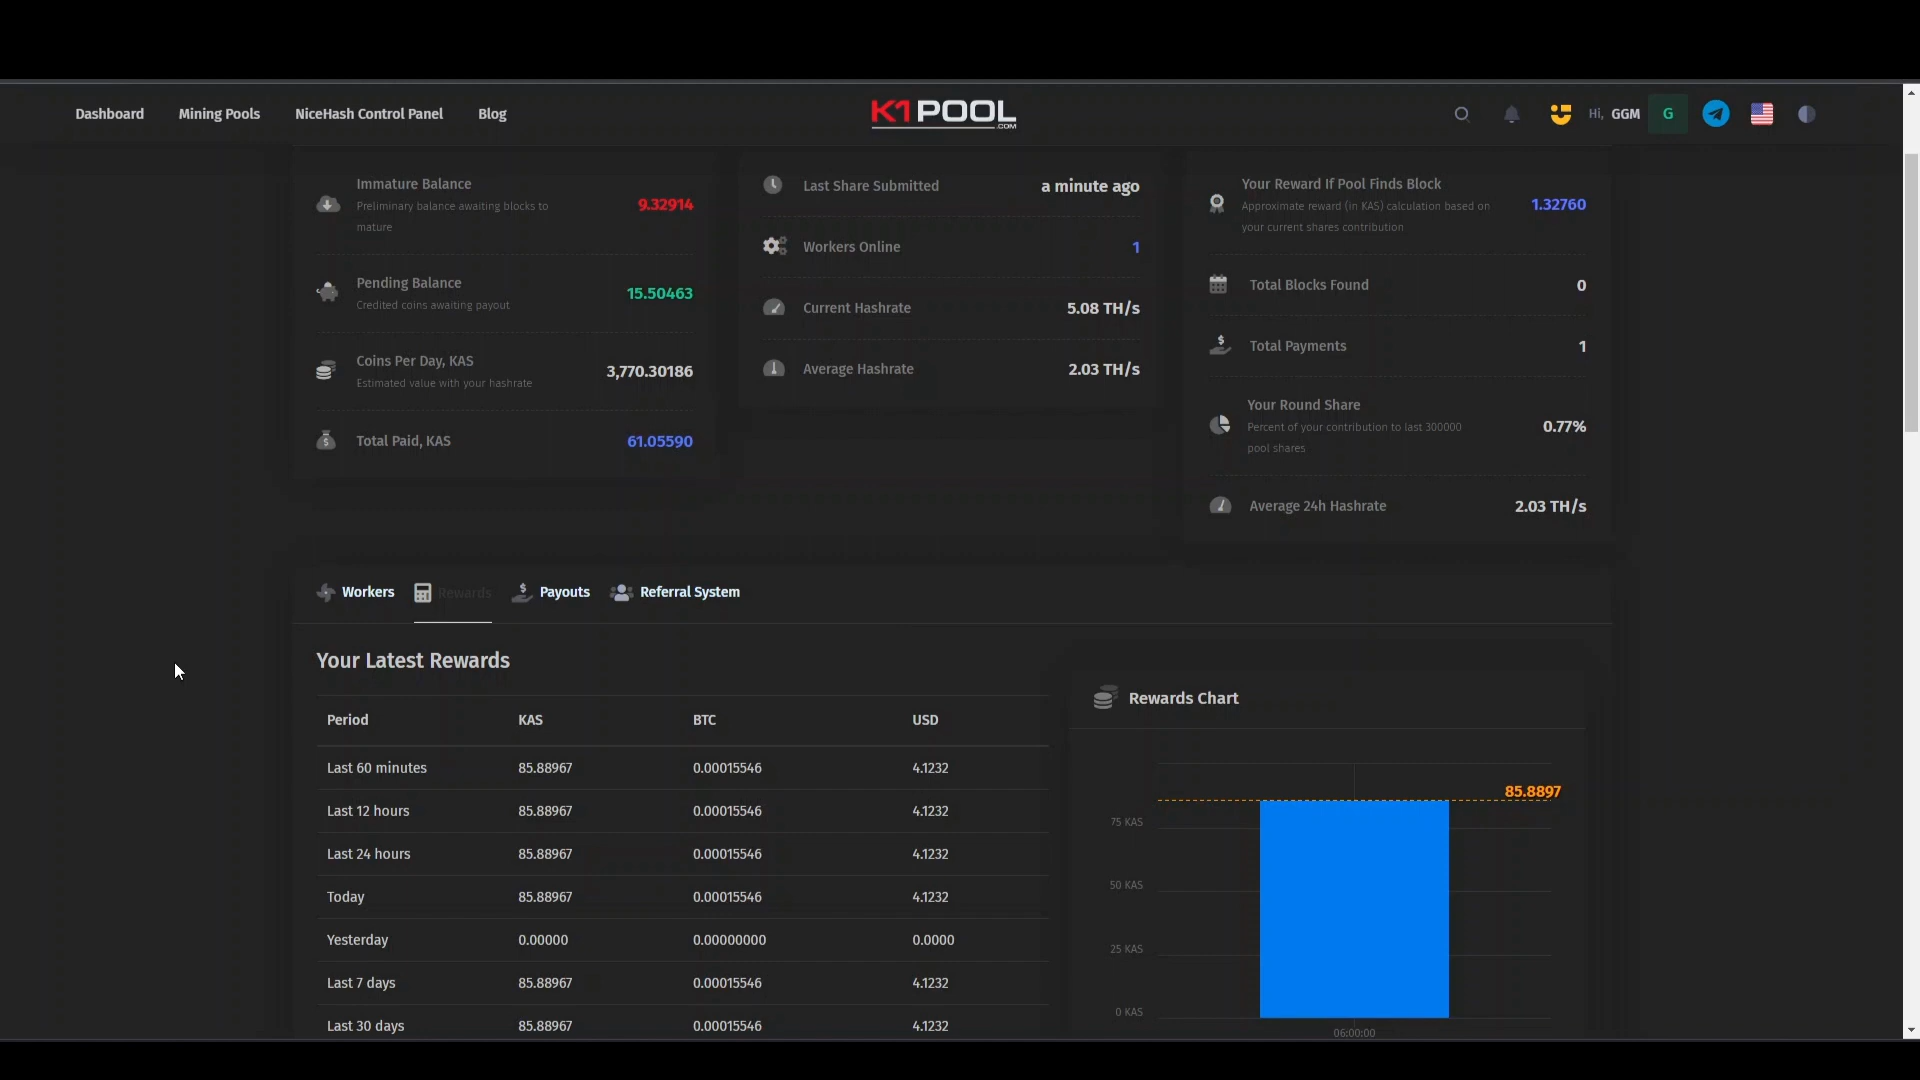 Dashboard Mining Pools NiceHash Control Panel Blog K1POOL .COM Hi, GGM G
Immature Balance
Preliminary balance awaiting blocks to
mature
9.32914
Pending Balance
Credited coins awaiting payout
15.50463
Coins Per Day, KAS
Estimated value with your hashrate
3,770.30186
Total Paid, KAS 61.05590
Last Share Submitted a minute ago
Workers Online 1
Current Hashrate 5.08 TH/s
Average Hashrate 2.03 TH/s
Your Reward If Pool Finds Block
Approximate reward (in KAS) calculation based on
your current shares contribution
1.32760
Total Blocks Found 0
Total Payments 1
Your Round Share
Percent of your contribution to last 300000
pool shares
0.77%
Average 24h Hashrate 2.03 TH/s
Workers Rewards Payouts Referral System
Your Latest Rewards
Period KAS BTC USD
Last 60 minutes 85.88967 0.00015546 4.1232
Last 12 hours 85.88967 0.00015546 4.1232
Last 24 hours 85.88967 0.00015546 4.1232
Today 85.88967 0.00015546 4.1232
Yesterday 0.00000 0.00000000 0.0000
Last 7 days 85.88967 0.00015546 4.1232
Last 30 days 85.88967 0.00015546 4.1232
Rewards Chart
85.8897
75 KAS
50 KAS
25 KAS
0 KAS
06:00:00